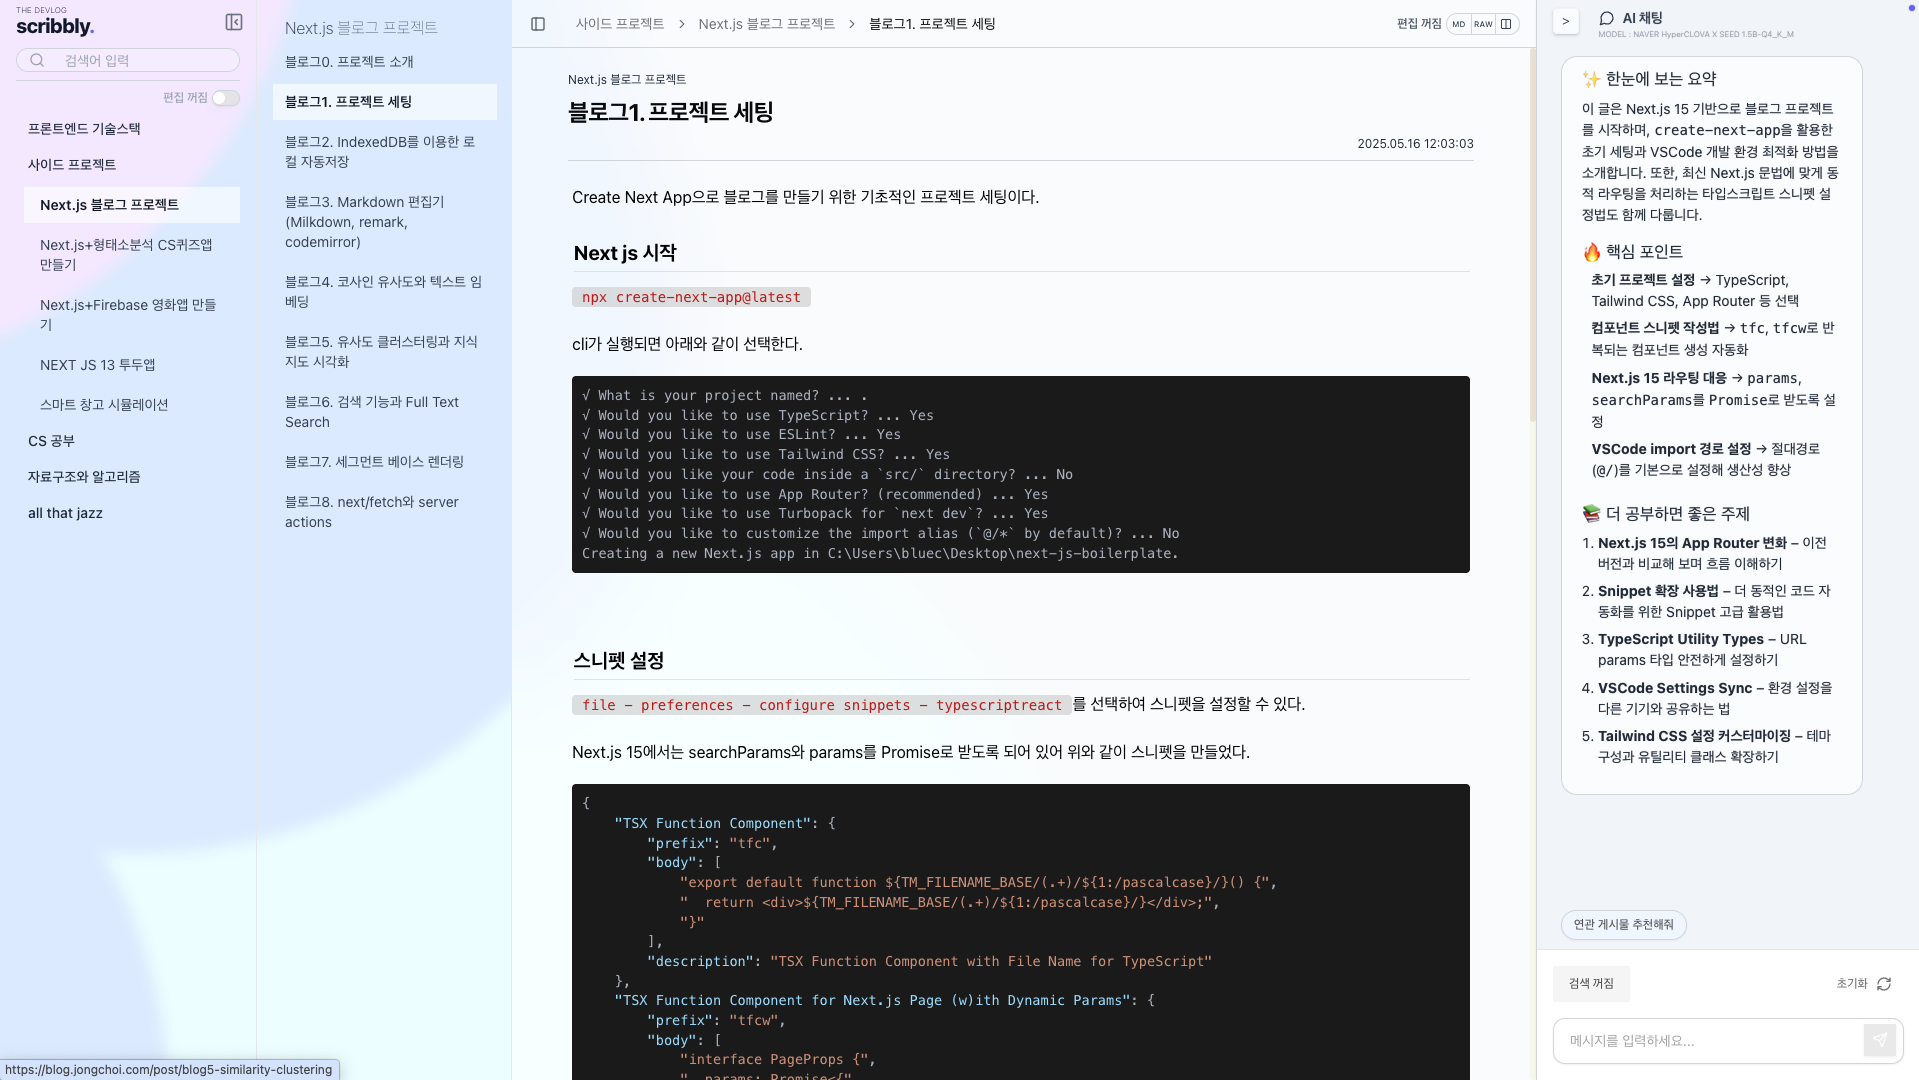 THE DEVLOG
scribbly.
검색어 입력
편집 꺼짐
프론트엔드 기술스택
사이드 프로젝트
Next.js 블로그 프로젝트
Next.js+형태소분석 CS퀴즈앱
만들기
Next.js+Firebase 영화앱 만들
기
NEXT JS 13 투두앱
스마트 창고 시뮬레이션
CS 공부
자료구조와 알고리즘
all that jazz
https://blog.jongchoi.com/post/blog5-similarity-clustering
Next.js 블로그 프로젝트
블로그0. 프로젝트 소개
블로그1. 프로젝트 세팅
블로그2. IndexedDB를 이용한 로
컬 자동저장
블로그3. Markdown 편집기
(Milkdown, remark,
codemirror)
블로그4. 코사인 유사도와 텍스트 임
베딩
블로그5. 유사도 클러스터링과 지식
지도 시각화
블로그6. 검색 기능과 Full Text
Search
블로그7. 세그먼트 베이스 렌더링
블로그8. next/fetch와 server
actions
사이드 프로젝트 > Next.js 블로그 프로젝트 > 블로그1. 프로젝트 세팅
편집 꺼짐 MD RAW
Next.js 블로그 프로젝트
블로그1. 프로젝트 세팅
2025.05.16 12:03:03
Create Next App으로 블로그를 만들기 위한 기초적인 프로젝트 세팅이다.
Next js 시작
npx create-next-app@latest
cli가 실행되면 아래와 같이 선택한다.
√ What is your project named? ... .
√ Would you like to use TypeScript? ... Yes
√ Would you like to use ESLint? ... Yes
√ Would you like to use Tailwind CSS? ... Yes
√ Would you like your code inside a `src/` directory? ... No
√ Would you like to use App Router? (recommended) ... Yes
√ Would you like to use Turbopack for `next dev`? ... Yes
√ Would you like to customize the import alias (`@/*` by default)? ... No
Creating a new Next.js app in C:\Users\bluec\Desktop\next-js-boilerplate.
스니펫 설정
file - preferences - configure snippets - typescriptreact 를 선택하여 스니펫을 설정할 수 있다.
Next.js 15에서는 searchParams와 params를 Promise로 받도록 되어 있어 위와 같이 스니펫을 만들었다.
{
"TSX Function Component": {
"prefix": "tfc",
"body": [
"export default function ${TM_FILENAME_BASE/(.+)/${1:/pascalcase}/}() {",
"  return <div>${TM_FILENAME_BASE/(.+)/${1:/pascalcase}/}</div>;",
"}"
],
"description": "TSX Function Component with File Name for TypeScript"
},
"TSX Function Component for Next.js Page (w)ith Dynamic Params": {
"prefix": "tfcw",
"body": [
"interface PageProps {",
"  params: Promise<{"
>
AI 채팅
MODEL : NAVER HyperCLOVA X SEED 1.5B-Q4_K_M
✨ 한눈에 보는 요약
이 글은 Next.js 15 기반으로 블로그 프로젝트
를 시작하며, create-next-app을 활용한
초기 세팅과 VSCode 개발 환경 최적화 방법을
소개합니다. 또한, 최신 Next.js 문법에 맞게 동
적 라우팅을 처리하는 타입스크립트 스니펫 설
정법도 함께 다룹니다.
🔥 핵심 포인트
초기 프로젝트 설정 → TypeScript,
Tailwind CSS, App Router 등 선택
컴포넌트 스니펫 작성법 → tfc, tfcw로 반
복되는 컴포넌트 생성 자동화
Next.js 15 라우팅 대응 → params,
searchParams를 Promise로 받도록 설
정
VSCode import 경로 설정 → 절대경로
(@/)를 기본으로 설정해 생산성 향상
📚 더 공부하면 좋은 주제
1. Next.js 15의 App Router 변화 – 이전
버전과 비교해 보며 흐름 이해하기
2. Snippet 확장 사용법 – 더 동적인 코드 자
동화를 위한 Snippet 고급 활용법
3. TypeScript Utility Types – URL
params 타입 안전하게 설정하기
4. VSCode Settings Sync – 환경 설정을
다른 기기와 공유하는 법
5. Tailwind CSS 설정 커스터마이징 – 테마
구성과 유틸리티 클래스 확장하기
연관 게시물 추천해줘
검색 꺼짐
초기화
메시지를 입력하세요...